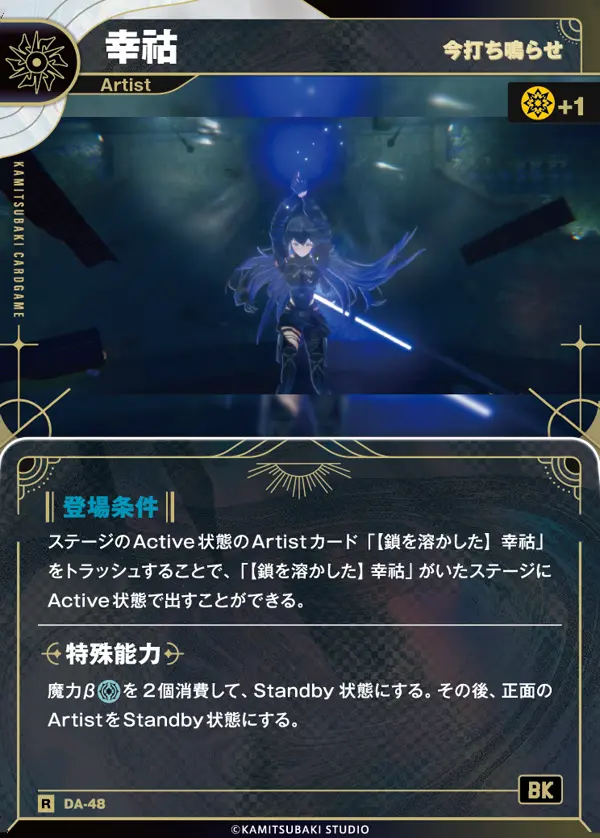 幸祜
今打ち鳴らせ
Artist
+1
KAMITSUBAKI CARDGAME
登場条件
ステージのActive状態のArtistカード「【鎖を溶かした】幸祜」
をトラッシュすることで、「【鎖を溶かした】幸祜」がいたステージに
Active状態で出すことができる。
特殊能力
魔力βを2個消費して、Standby状態にする。その後、正面の
ArtistをStandby状態にする。
BK
R DA-48
©KAMITSUBAKI STUDIO